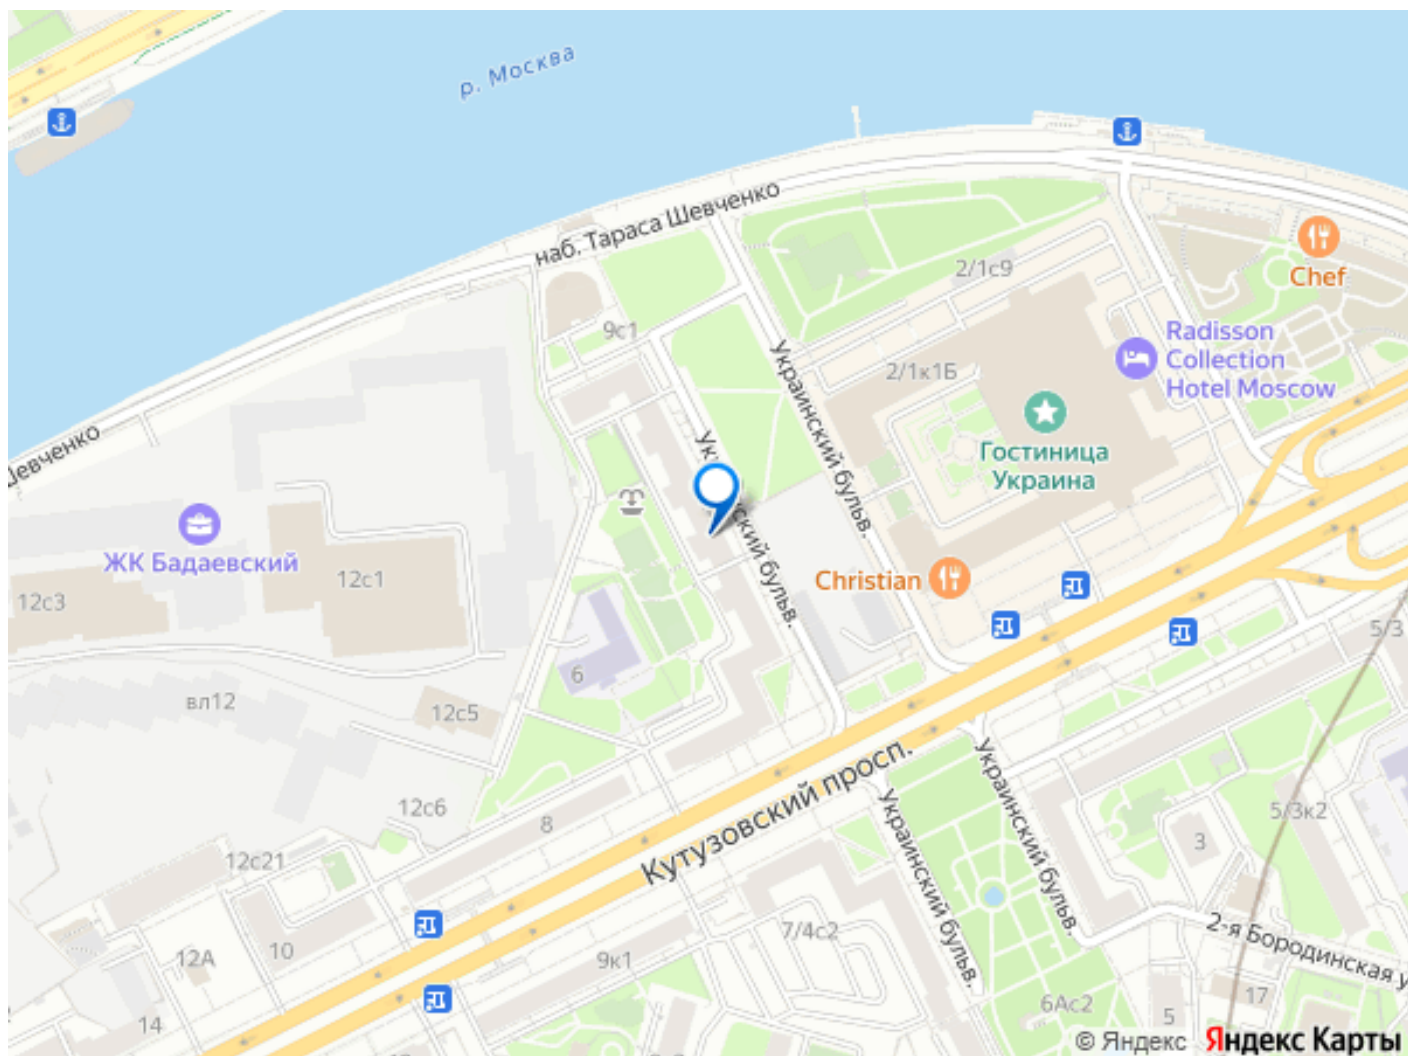 р. Москва
наб. Тараса Шевченко
2/1с9
Chef
9с1
Radisson
Collection
Hotel Moscow
2/1к1Б
Украинский бульв.
Гостиница
Украина
Шевченко
Украинский бульв.
ЖК Бадаевский
12с1
12с3
Christian
5/3
6
вл12
12с5
Кутузовский просп.
Украинский бульв.
Украинский бульв.
12с6
8
5/3к2
3
12с21
7/4с2
2-я Бородинская у
10
12А
9к1
17
6Ас2
5
14
© Яндекс Яндекс Карты